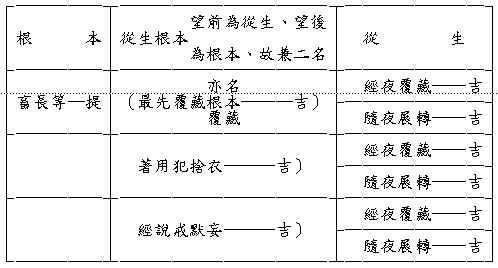 根本
從生根本
望前為從生、望後
為根本、故兼二名
從生
畜長等─提
亦名
(最先覆藏根本───吉)
覆藏
經夜覆藏──吉
隨夜展轉──吉
著用犯捨衣───吉)
經夜覆藏──吉
隨夜展轉──吉
經說戒默妄───吉)
經夜覆藏──吉
隨夜展轉──吉